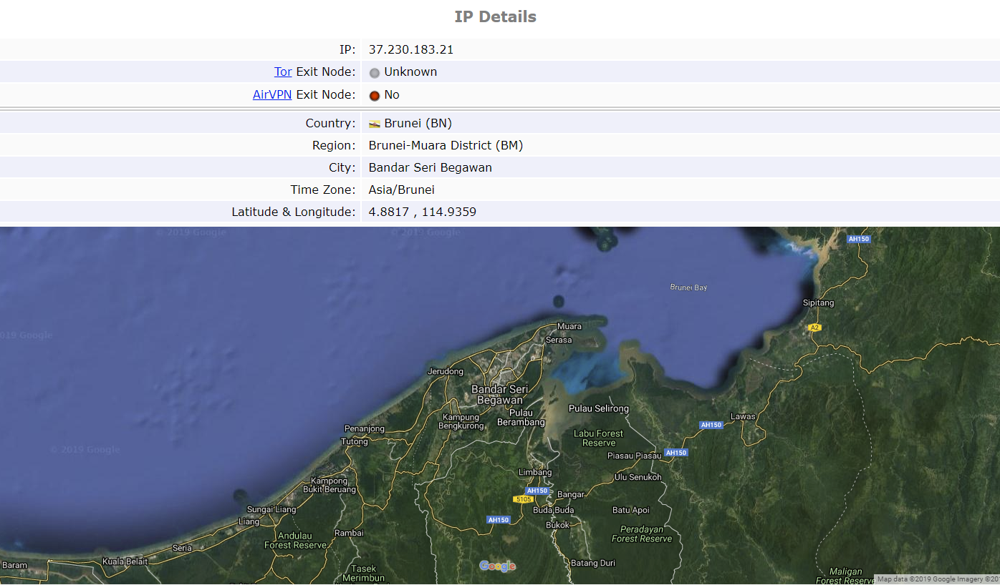 IP Details
IP: 37.230.183.21
Tor Exit Node: Unknown
AirVPN Exit Node: No
Country: Brunei (BN)
Region: Brunei-Muara District (BM)
City: Bandar Seri Begawan
Time Zone: Asia/Brunei
Latitude & Longitude: 4.8817 , 114.9359
© 2019 Google
© 2019 Google
AH150
Brunei Bay
Sipitang
Muara
A2
019 Google
Serasa
Jerudong
Bandar Seri
Begawan
Pulau Selirong
Pulau
Berambang
Kampung
Bengkurong
Lawas
AH150
Penanjong
Labu Forest
Reserve
Tutong
© 2019 Google
AH150
Piasau Piasau
Limbang
Ulu Senukoh
Kampong
Bukit Beruang
AH150
Bangar
5105
Sungai Liang
Buda Buda
Batu Apoi
Liang
AH150
Bukok
Peradayan
Forest Reserve
Rambai
Andulau
Forest Reserve
Seria
Kuala Belait
Batang Duri
Baram
Google
Tasek
Merimbun
Maligan
Forest Reserve
Map data ©2019 Google Imagery ©20